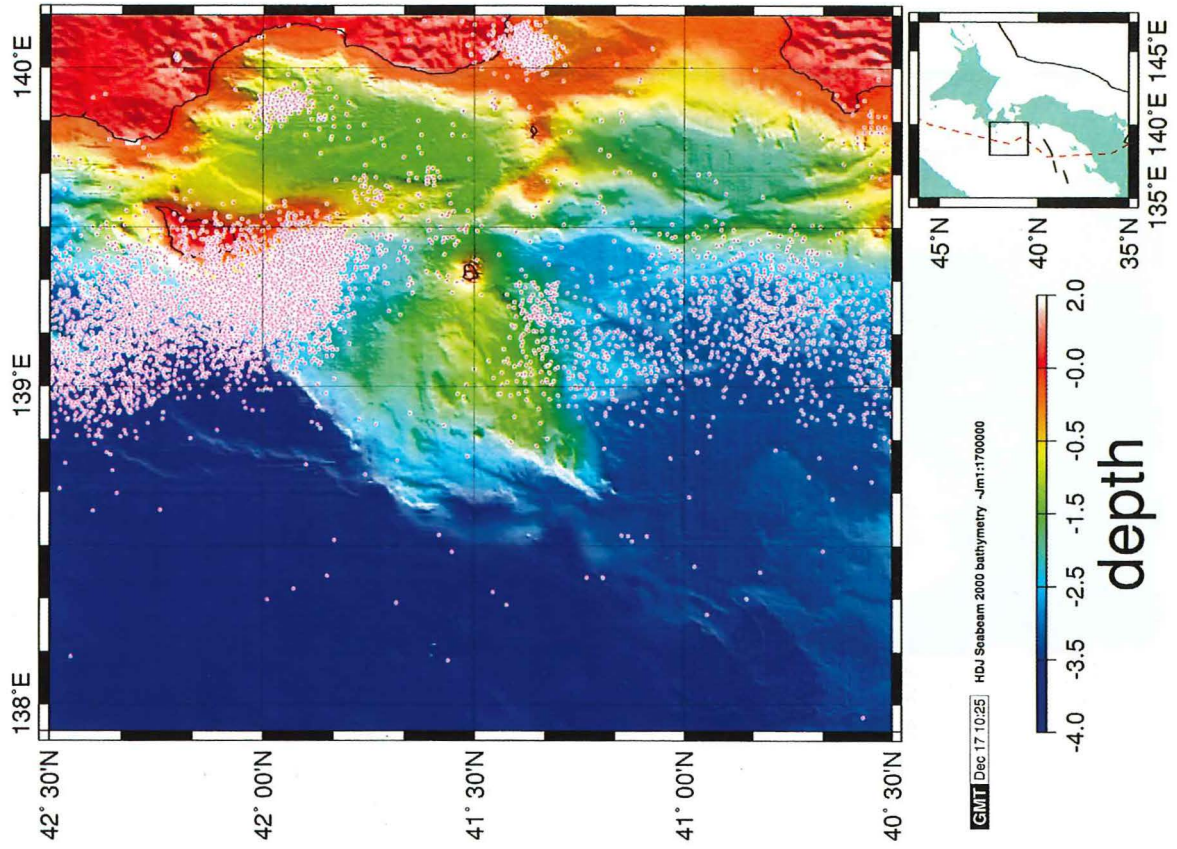 138°E
139°E
140°E
42° 30'N
42° 00'N
41° 30'N
41° 00'N
40° 30'N
GMT Dec 17 10:25 HDJ Seabeam 2000 bathymetry -Jm1:1700000
-4.0 -3.5 -2.5 -1.5 -0.5 -0.0 2.0
depth
45°N
40°N
35°N
135°E 140°E 145°E